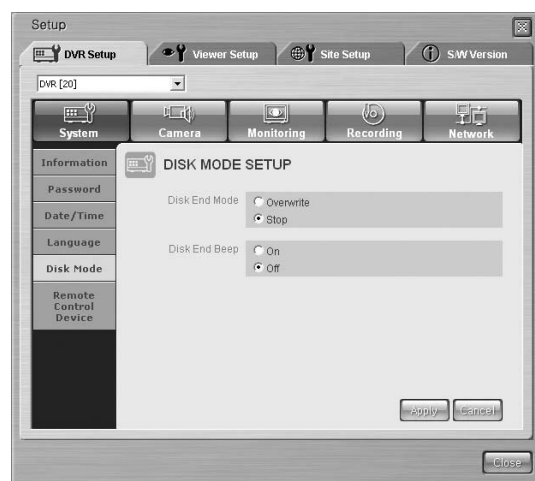 Setup
DVR Setup
Viewer Setup
Site Setup
S/W Version
DVR [20]
System
Camera
Monitoring
Recording
Network
Information
Password
Date/Time
Language
Disk Mode
Remote
Control
Device
DISK MODE SETUP
Disk End Mode
Overwrite
Stop
Disk End Beep
On
Off
Apply
Cancel
Close